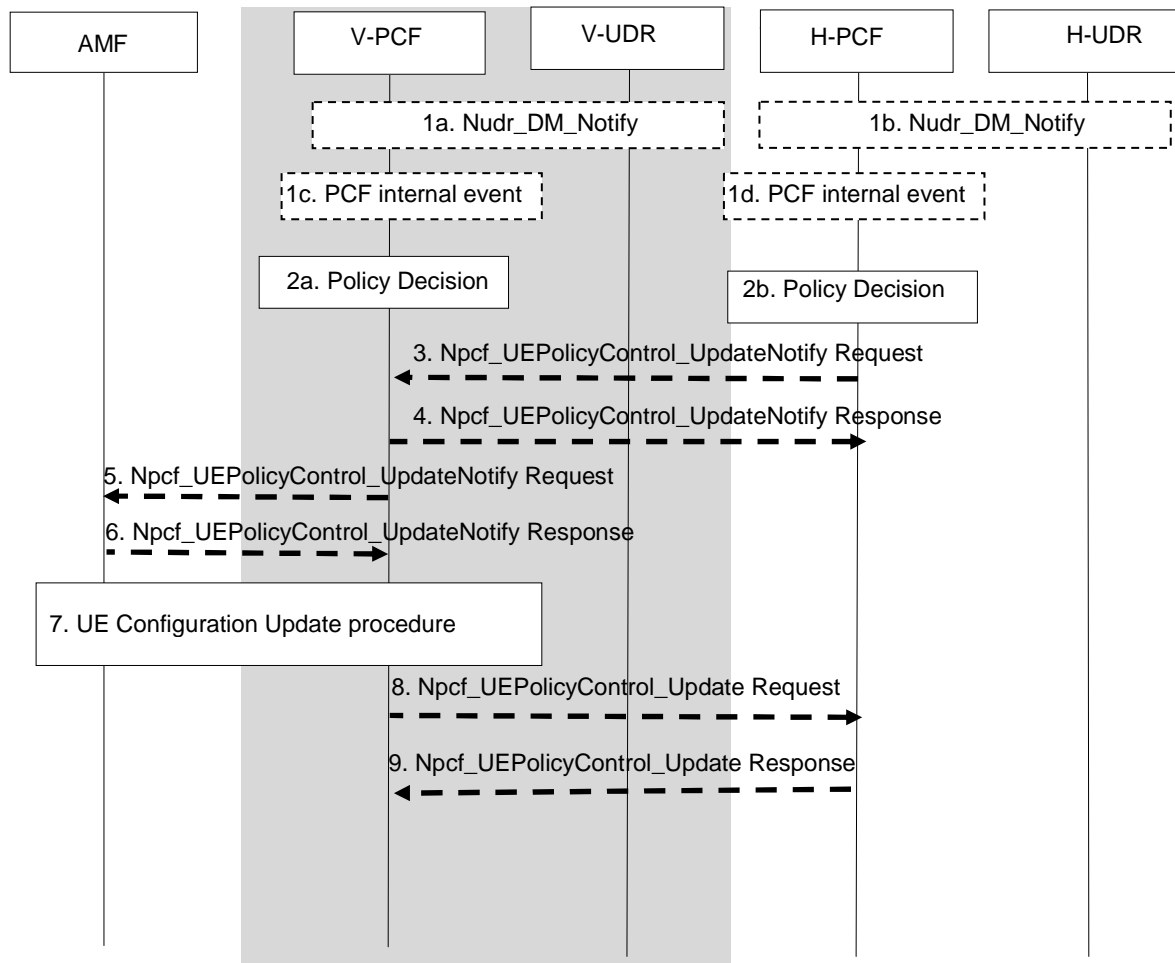 AMF
V-PCF
V-UDR
H-PCF
H-UDR
1a. Nudr_DM_Notify
1b. Nudr_DM_Notify
1c. PCF internal event
1d. PCF internal event
2a. Policy Decision
2b. Policy Decision
3. Npcf_UEPolicyControl_UpdateNotify Request
4. Npcf_UEPolicyControl_UpdateNotify Response
5. Npcf_UEPolicyControl_UpdateNotify Request
6. Npcf_UEPolicyControl_UpdateNotify Response
7. UE Configuration Update procedure
8. Npcf_UEPolicyControl_Update Request
9. Npcf_UEPolicyControl_Update Response